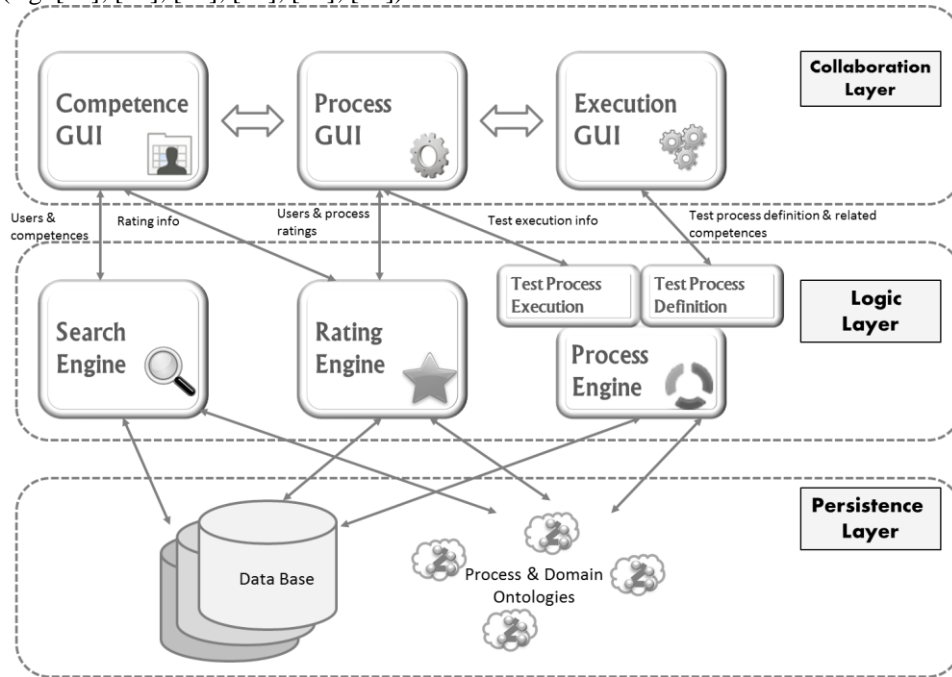 Competence
GUI
Process
GUI
Execution
GUI
Collaboration
Layer
Users &
competences
Rating info
Users & process
ratings
Test execution info
Test process definition & related
competences
Search
Engine
Rating
Engine
Test Process
Execution
Test Process
Definition
Process
Engine
Logic
Layer
Data Base
Process & Domain
Ontologies
Persistence
Layer